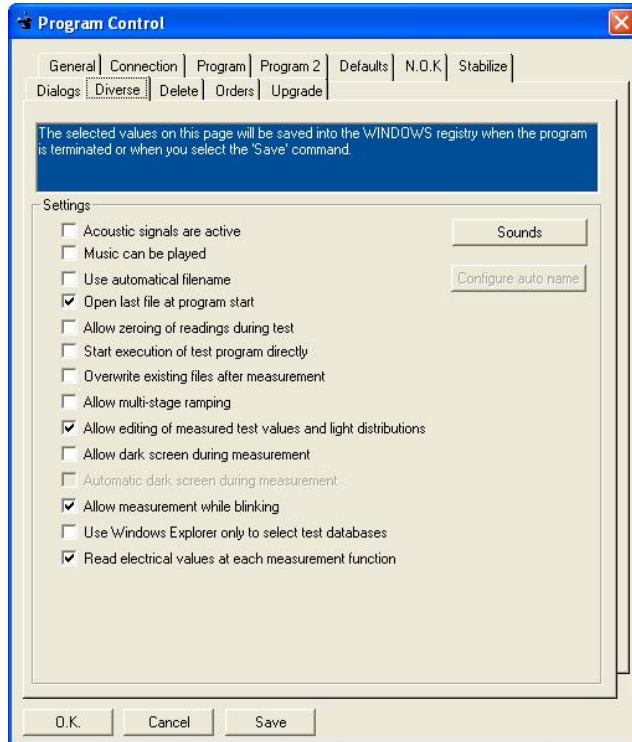 Program Control
General Connection Program Program 2 Defaults N.O.K Stabilize
Dialogs Diverse Delete Orders Upgrade
The selected values on this page will be saved into the WINDOWS registry when the program
is terminated or when you select the 'Save' command.
Settings
Acoustic signals are active
Sounds
Music can be played
Use automatical filename
Configure auto name
Open last file at program start
Allow zeroing of readings during test
Start execution of test program directly
Overwrite existing files after measurement
Allow multi-stage ramping
Allow editing of measured test values and light distributions
Allow dark screen during measurement
Automatic dark screen during measurement
Allow measurement while blinking
Use Windows Explorer only to select test databases
Read electrical values at each measurement function
O.K. Cancel Save